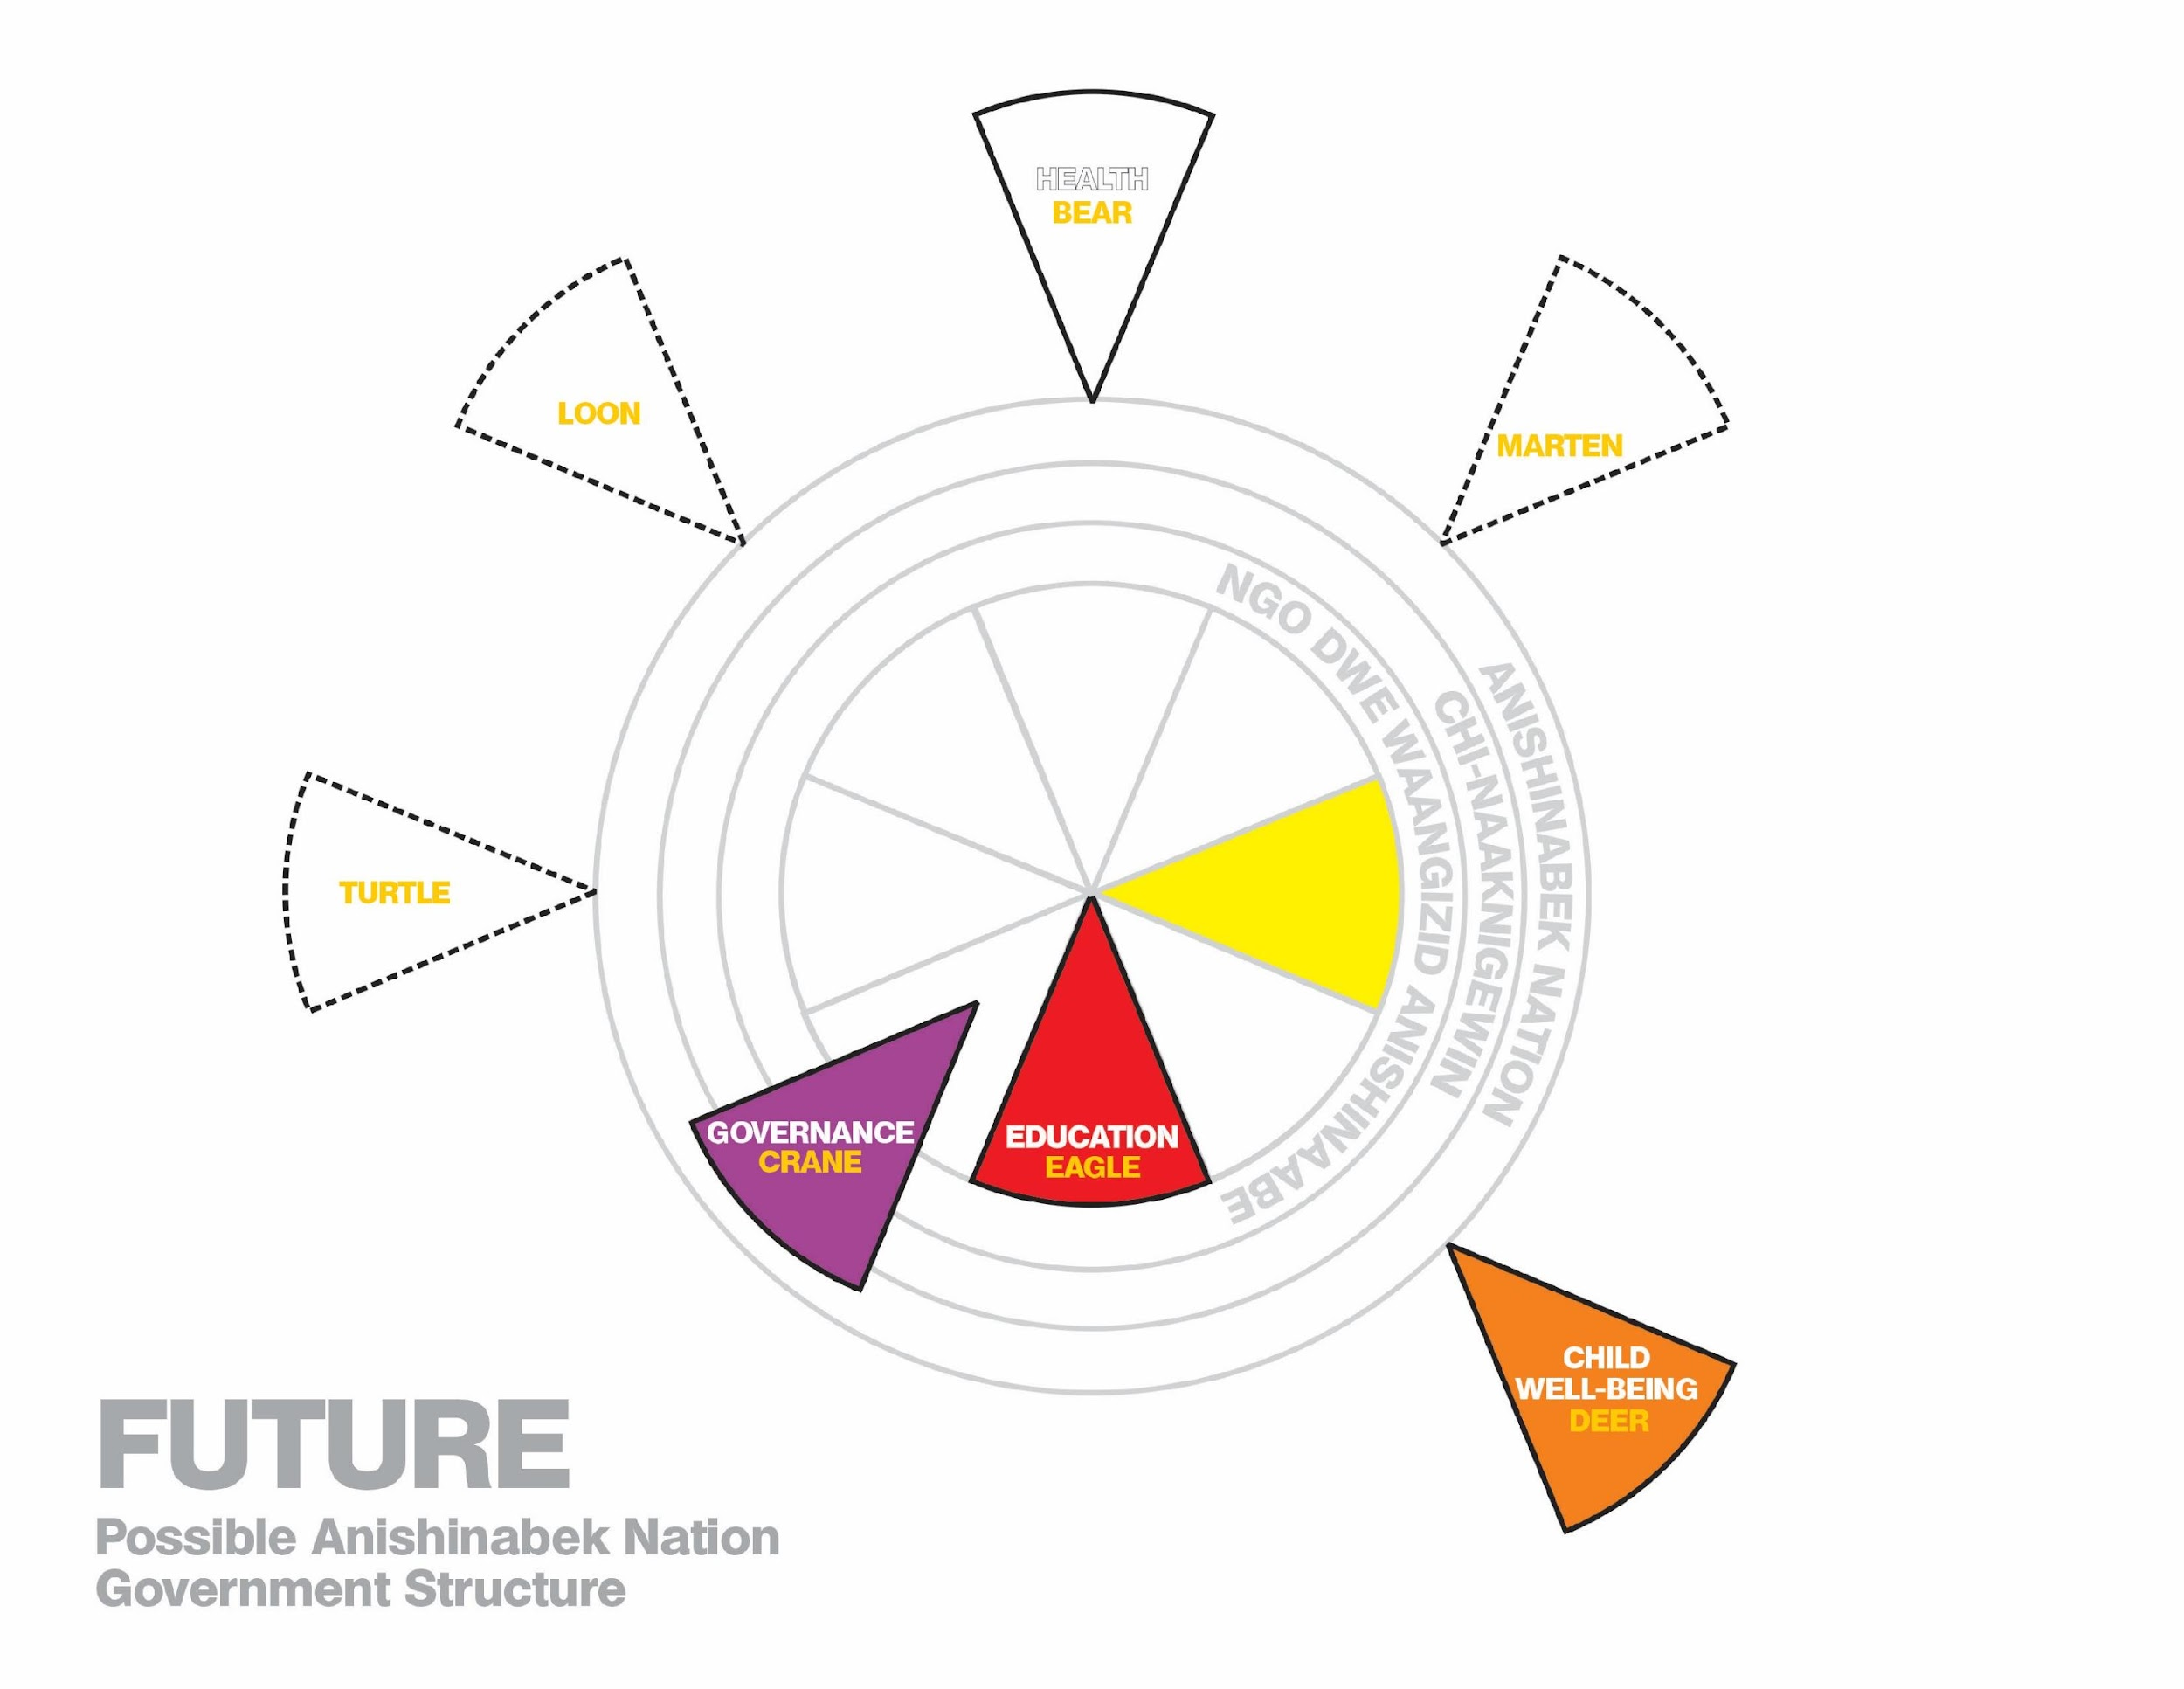 HEALTH
BEAR
LOON
MARTEN
TURTLE
NGO DWE WAANGIZID ANISHINAABE
CHI-NAAKNIGEWIN
ANISHINABEK NATION
GOVERNANCE
CRANE
EDUCATION
EAGLE
CHILD
WELL-BEING
DEER
FUTURE
Possible Anishinabek Nation
Government Structure